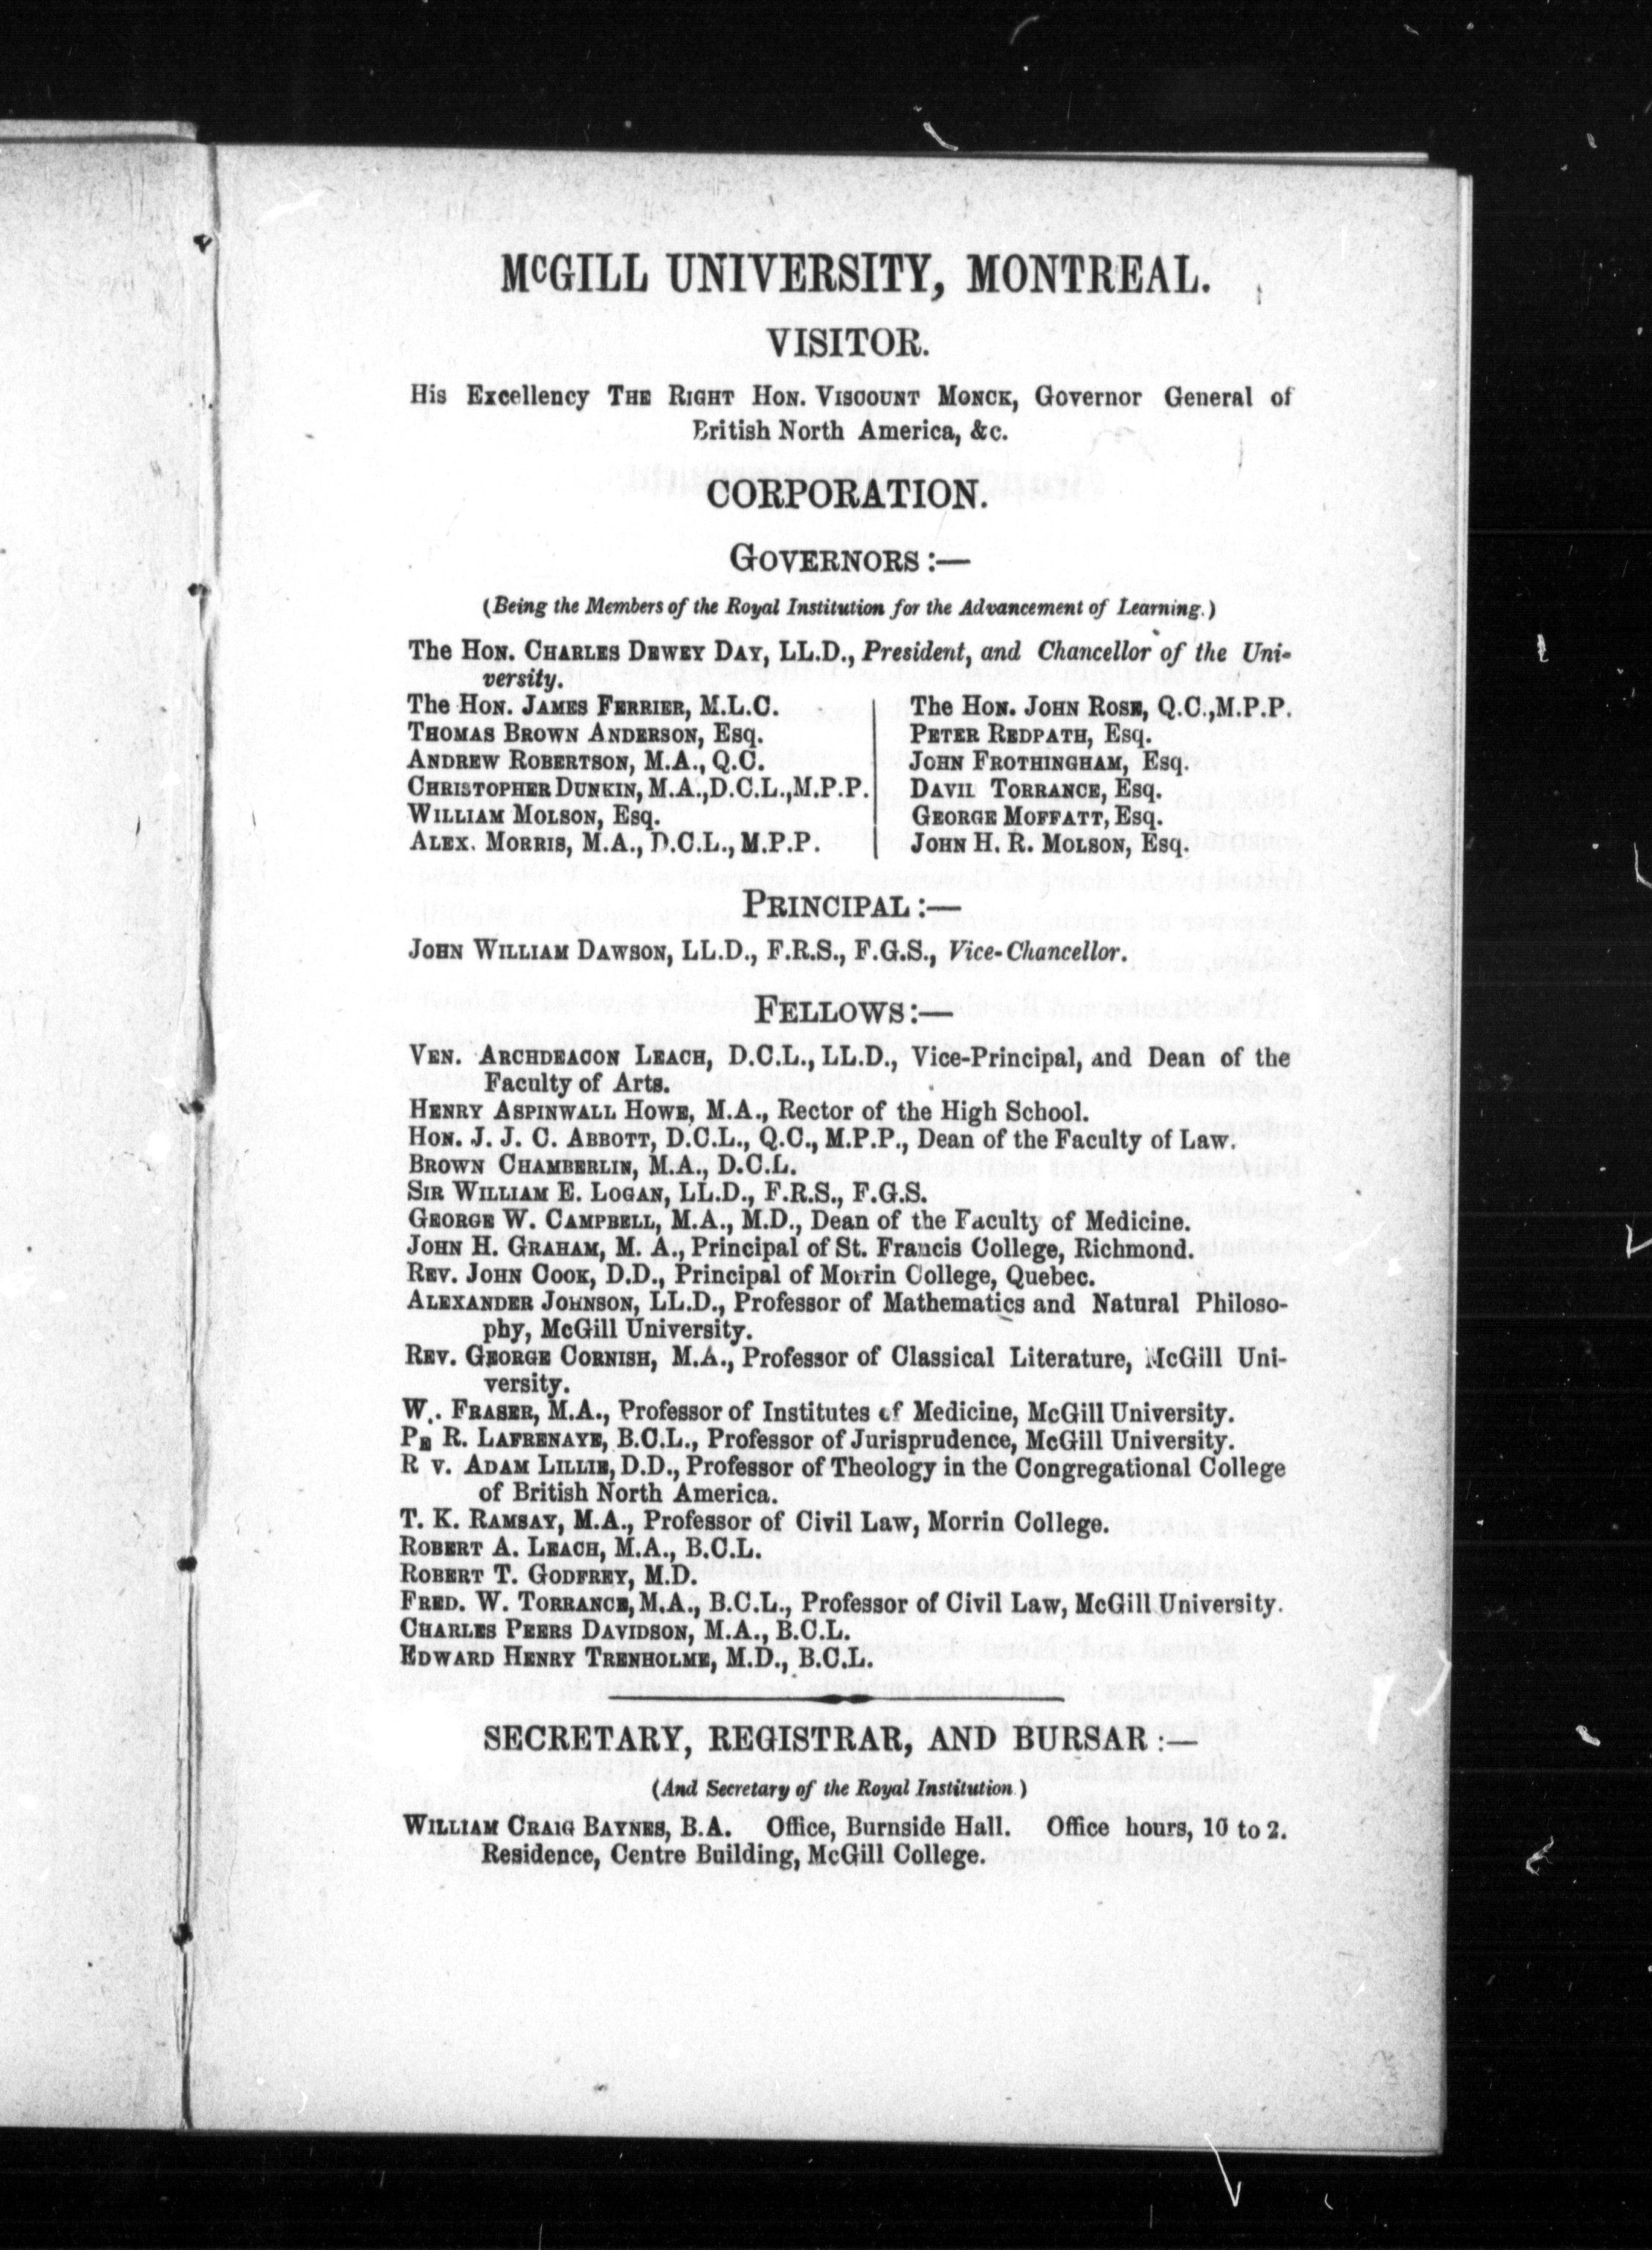 McGILL UNIVERSITY, MONTREAL.
VISITOR.
His Excellency THE RIGHT HON. VISCOUNT MONCK, Governor General of
British North America, &c.
CORPORATION.
GOVERNORS:—
(Being the Members of the Royal Institution for the Advancement of Learning.)
The HON. CHARLES DEWEY DAY, LL.D., President, and Chancellor of the Uni-
versity.
The HON. JAMES FERRIER, M.L.C.
THOMAS BROWN ANDERSON, Esq.
ANDREW ROBERTSON, M.A., Q.C.
CHRISTOPHER DUNKIN, M.A., D.C.L., M.P.P.
WILLIAM MOLSON, Esq.
ALEX. MORRIS, M.A., D.C.L., M.P.P.
The HON. JOHN ROSE, Q.C., M.P.P.
PETER REDPATH, Esq.
JOHN FROTHINGHAM, Esq.
DAVID TORRANCE, Esq.
GEORGE MOFFATT, Esq.
JOHN H. R. MOLSON, Esq.
PRINCIPAL:—
JOHN WILLIAM DAWSON, LL.D., F.R.S., F.G.S., Vice-Chancellor.
FELLOWS:—
VEN. ARCHDEACON LEACH, D.C.L., LL.D., Vice-Principal, and Dean of the
Faculty of Arts.
HENRY ASPINWALL HOWE, M.A., Rector of the High School.
HON. J. J. C. ABBOTT, D.C.L., Q.C., M.P.P., Dean of the Faculty of Law.
BROWN CHAMBERLIN, M.A., D.C.L.
SIR WILLIAM E. LOGAN, LL.D., F.R.S., F.G.S.
GEORGE W. CAMPBELL, M.A., M.D., Dean of the Faculty of Medicine.
JOHN H. GRAHAM, M. A., Principal of St. Francis College, Richmond.
REV. JOHN COOK, D.D., Principal of Morrin College, Quebec.
ALEXANDER JOHNSON, LL.D., Professor of Mathematics and Natural Philoso-
phy, McGill University.
REV. GEORGE CORNISH, M.A., Professor of Classical Literature, McGill Uni-
versity.
W.. FRASER, M.A., Professor of Institutes of Medicine, McGill University.
PE R. LAFRENAYE, B.C.L., Professor of Jurisprudence, McGill University.
R V. ADAM LILLIE, D.D., Professor of Theology in the Congregational College
of British North America.
T. K. RAMSAY, M.A., Professor of Civil Law, Morrin College.
ROBERT A. LEACH, M.A., B.C.L.
ROBERT T. GODFREY, M.D.
FRED. W. TORRANCE, M.A., B.C.L., Professor of Civil Law, McGill University.
CHARLES PEERS DAVIDSON, M.A., B.C.L.
EDWARD HENRY TRENHOLME, M.D., B.C.L.
SECRETARY, REGISTRAR, AND BURSAR:—
(And Secretary of the Royal Institution.)
WILLIAM CRAIG BAYNES, B.A. Office, Burnside Hall. Office hours, 10 to 2.
Residence, Centre Building, McGill College.